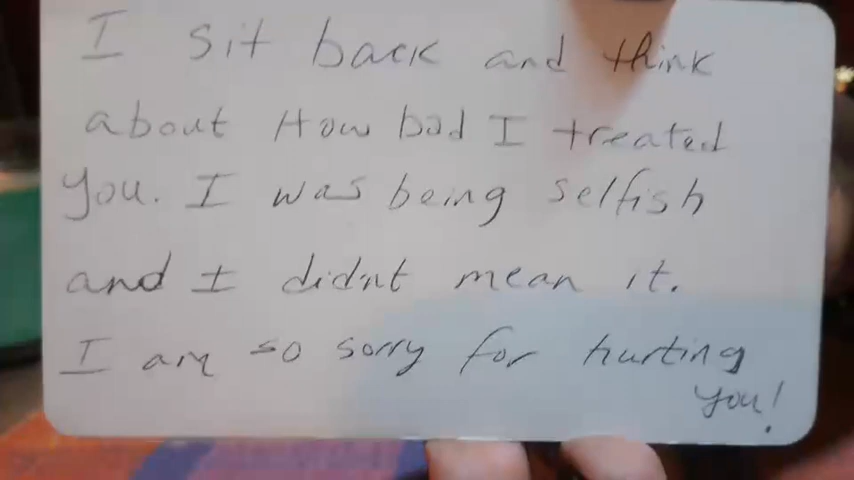 I sit back and think
about How bad I treated
you. I was being selfish
and I didnt mean it.
I am so sorry for hurting
you!